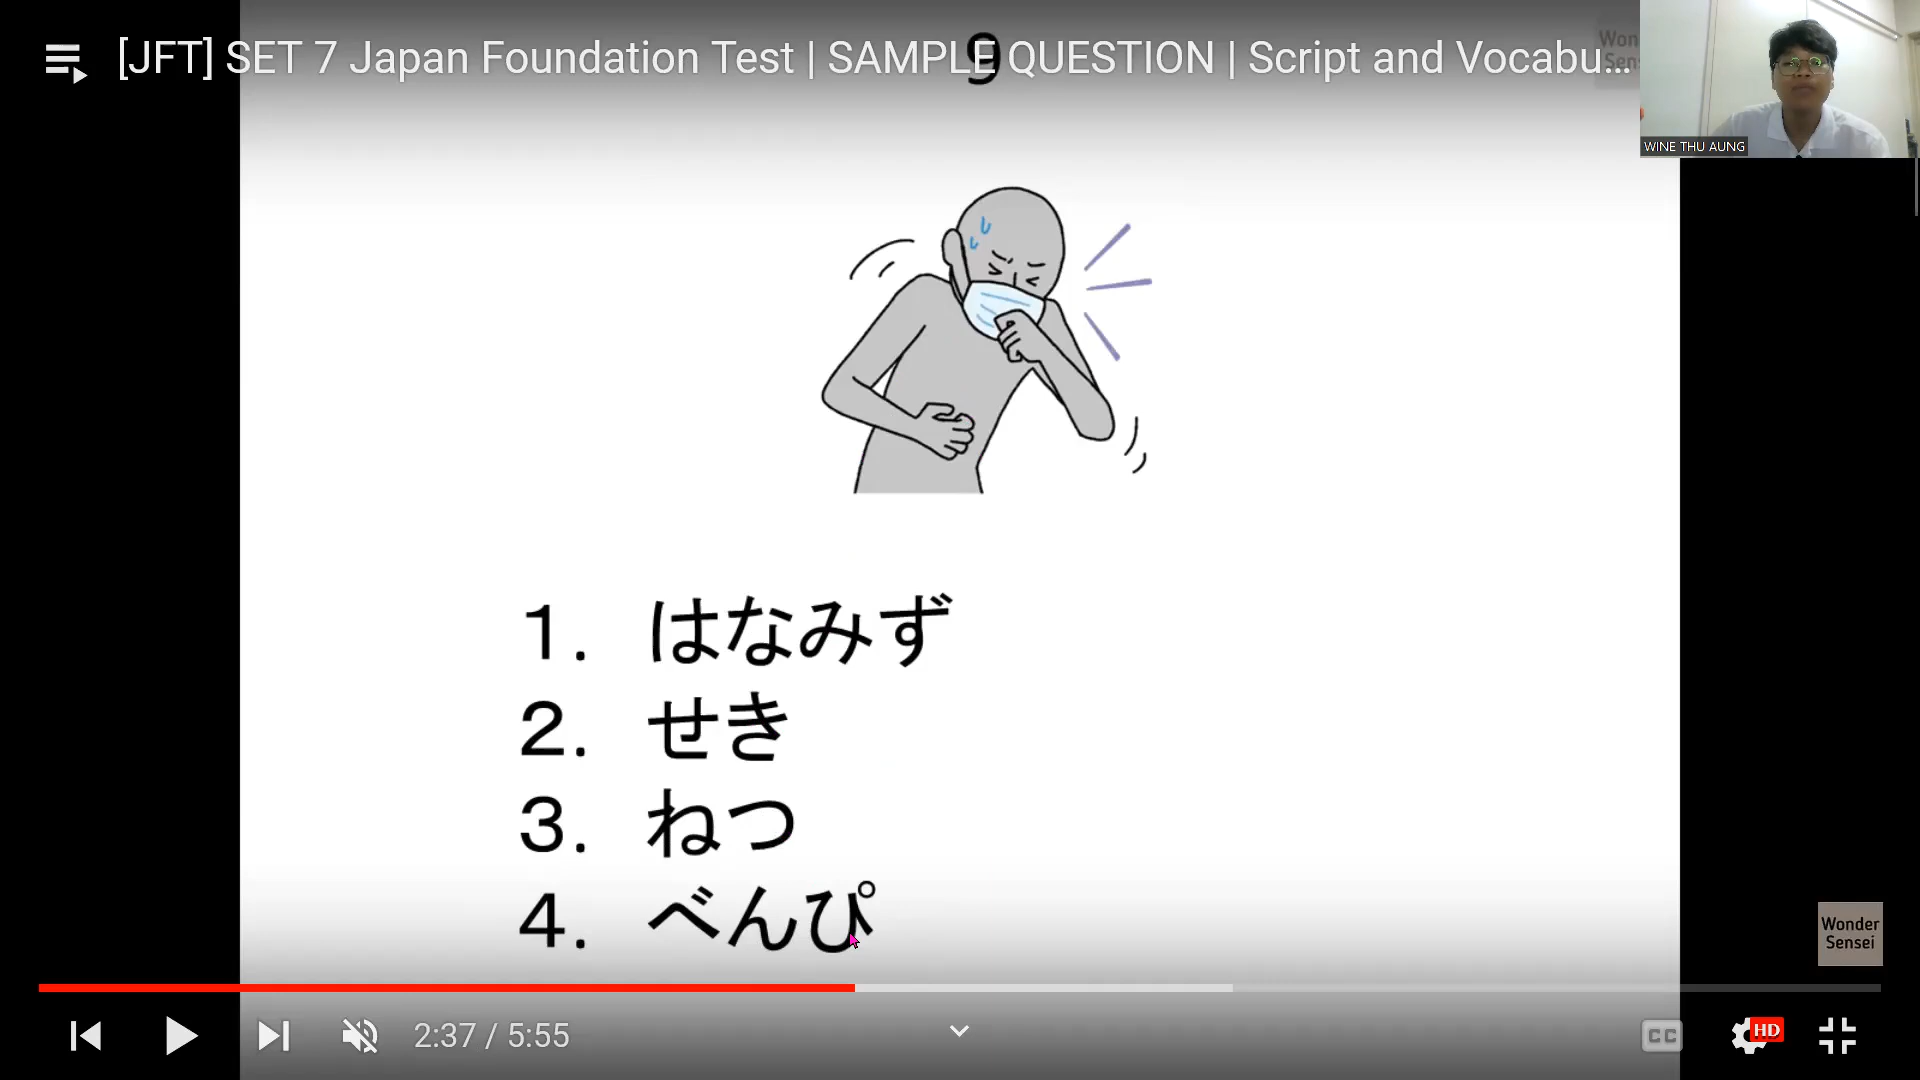 [JFT] SET 7 Japan Foundation Test | SAMPLE QUESTION | Script and Vocabu...
9
WINE THU AUNG
1. はなみず
2. せき
3. ねつ
4. べんぴ
Wonder
Sensei
2:37 / 5:55
CC
HD